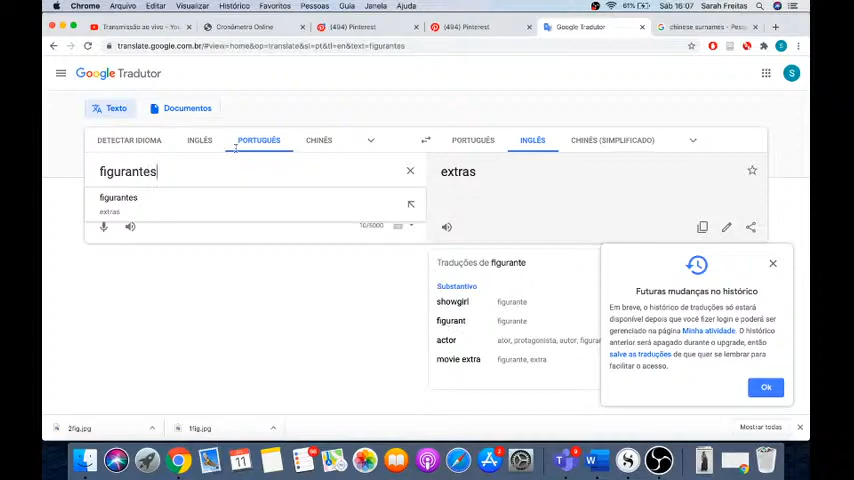 Chrome Arquivo Editar Visualizar Histórico Favoritos Pessoas Guia Janela Ajuda 61% Sáb 16:07 Sarah Freitas
Transmissão ao vivo - You Cronômetro Online (494) Pinterest (494) Pinterest Google Tradutor chinese surnames - Pes
translate.google.com.br/#view=home&op=translate&sl=pt&tl=en&text=figurantes
Google Tradutor S
Texto Documentos
DETECTAR IDIOMA INGLÊS PORTUGUÊS CHINÊS PORTUGUÊS INGLÊS CHINÊS (SIMPLIFICADO)
figurantes extras
figurantes
extras
10/5000
Traduções de figurante
Substantivo
showgirl figurante
figurant figurante
actor ator, protagonista, autor, figuran
movie extra figurante, extra
Futuras mudanças no histórico
Em breve, o histórico de traduções só estará
disponível depois que você fizer login e poderá ser
gerenciado na página Minha atividade. O histórico
anterior será apagado durante o upgrade, então
salve as traduções de que quer se lembrar para
facilitar o acesso.
Ok
2fig.jpg 1fig.jpg Mostrar todas
11